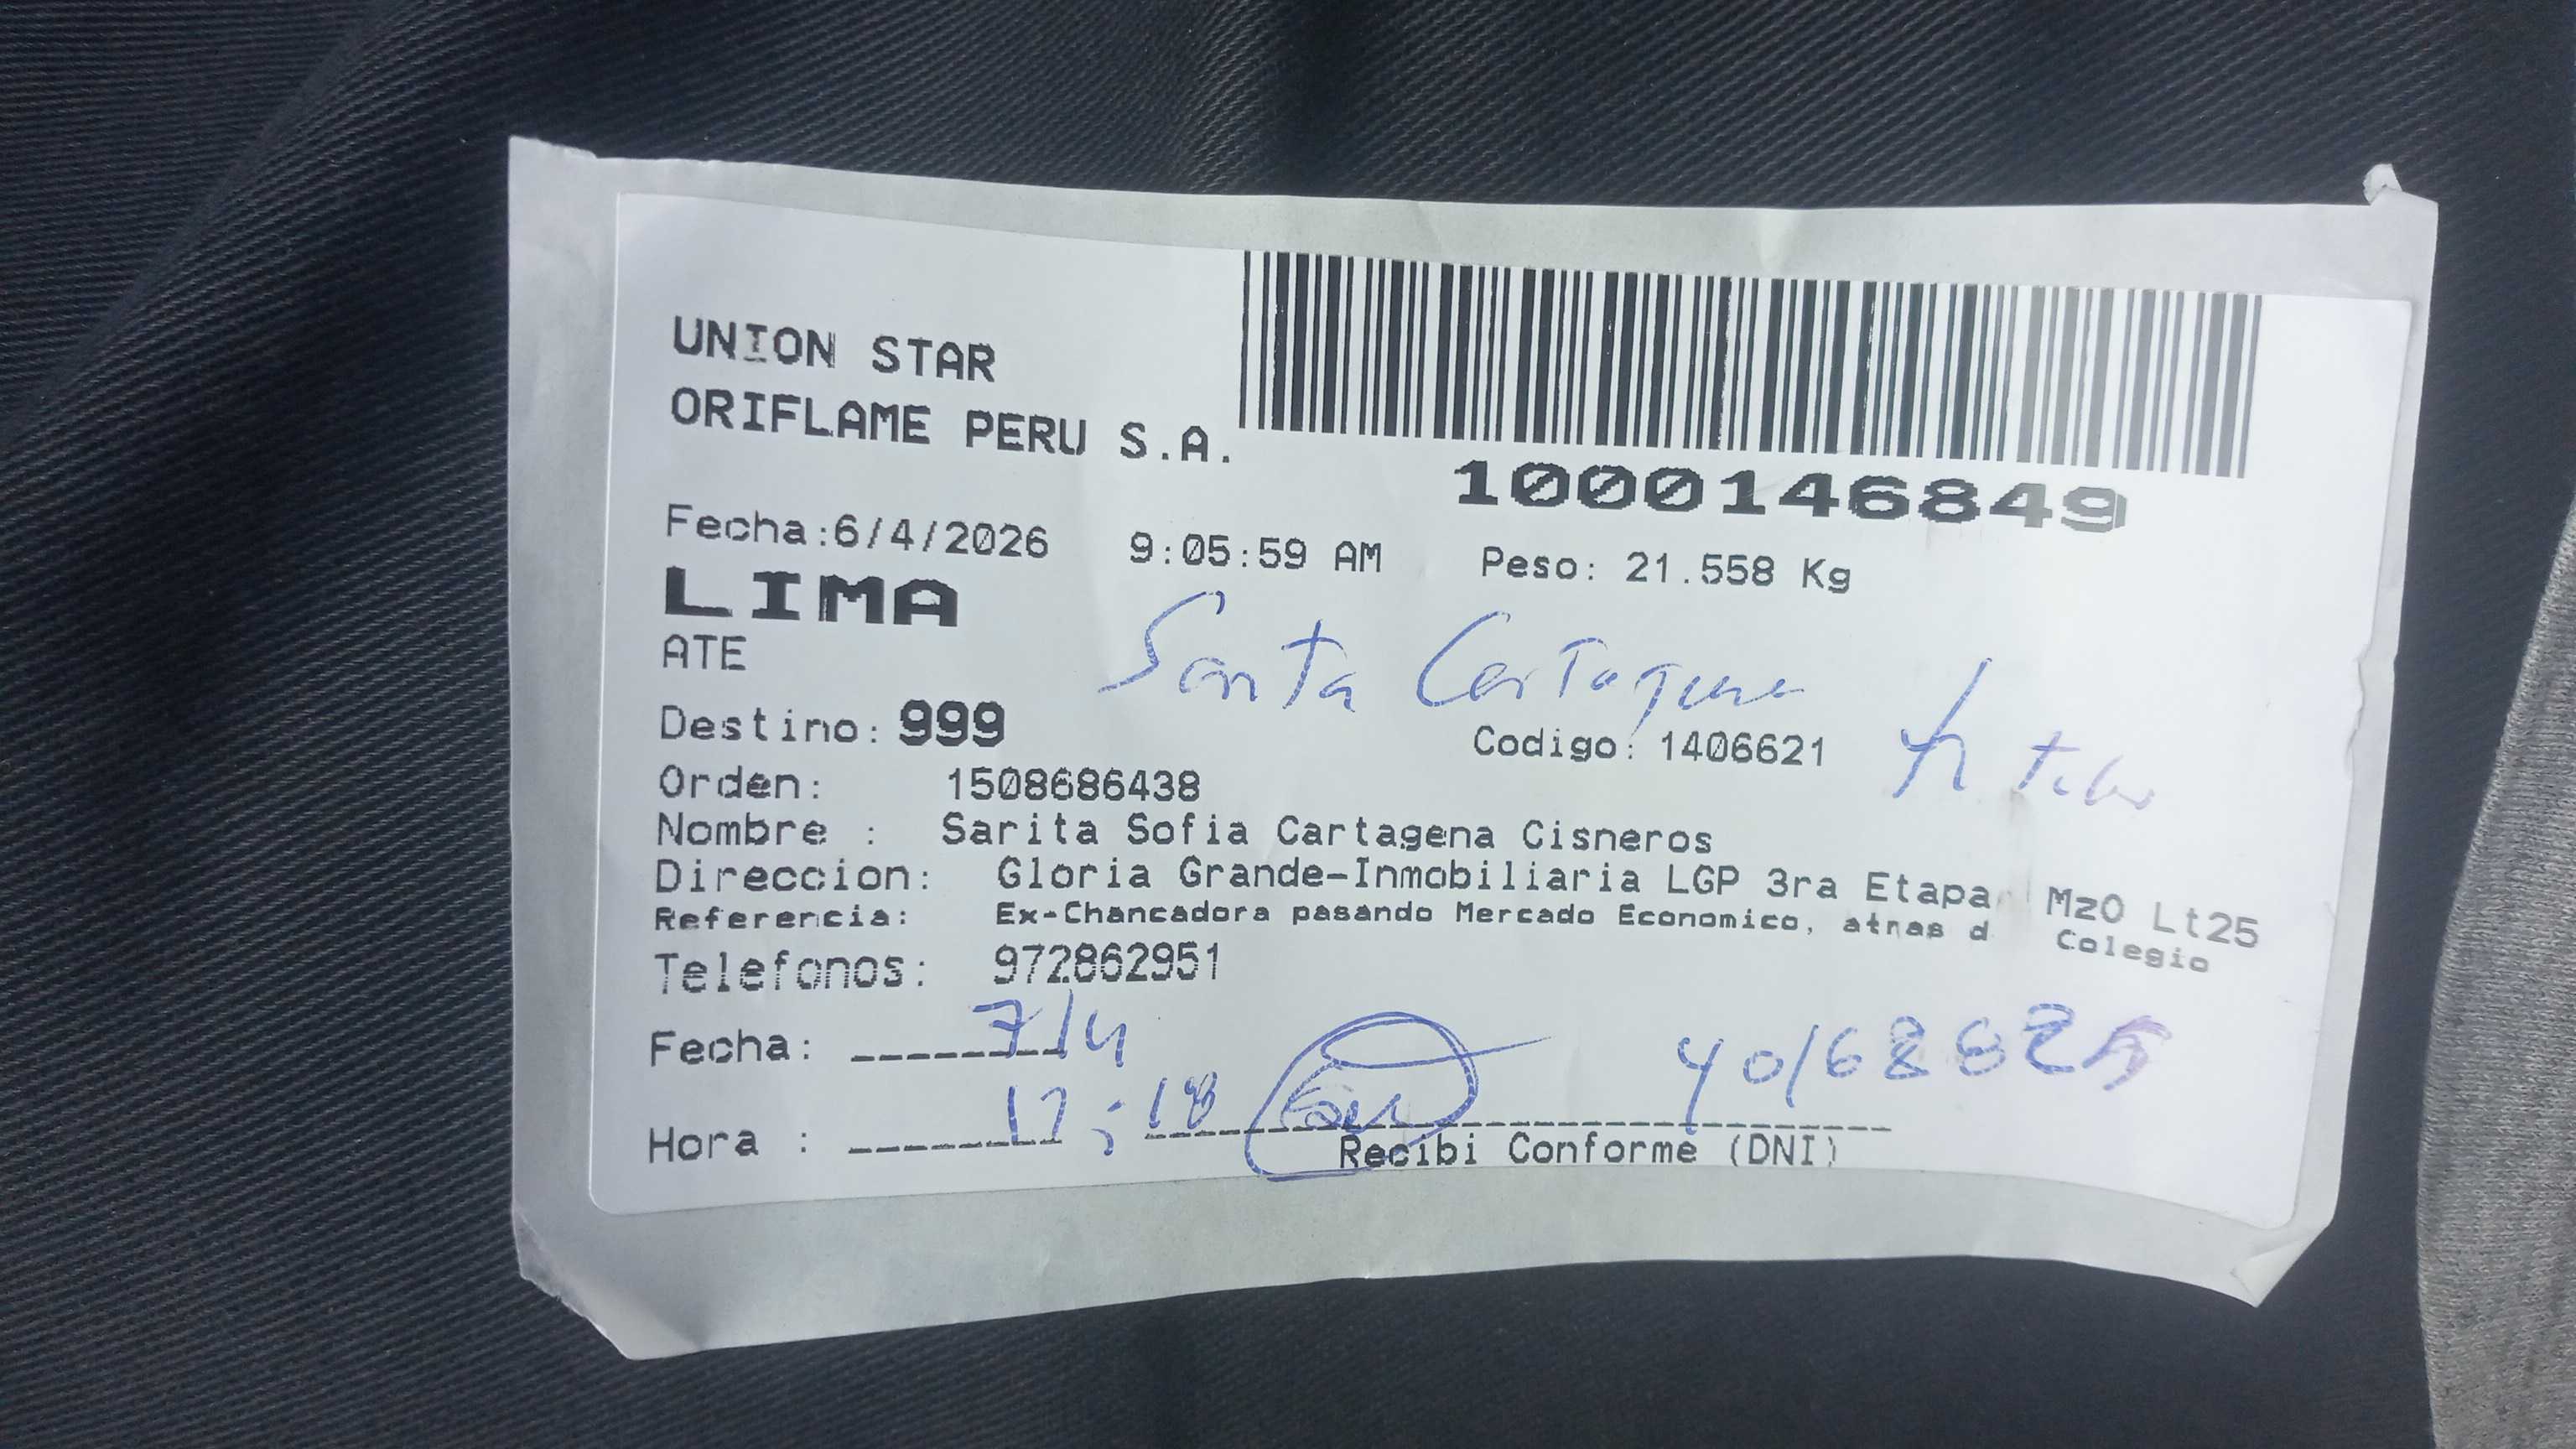 UNION STAR
ORIFLAME PERU S.A.
1000146849
Fecha:6/4/2026 9:05:59 AM Peso: 21.558 Kg
LIMA
ATE
Santa Cartagena
Destino: 999 Codigo: 1406621
Orden: 1508686438
Nombre : Sarita Sofia Cartagena Cisneros
Direccion: Gloria Grande-Inmobiliaria LGP 3ra Etapa MzO Lt25
Referencia: Ex-Chancadora pasando Mercado Economico, atras d Colegio
Telefonos: 972862951
Fecha: 7/4
Hora : 17:18
Recibi Conforme (DNI)